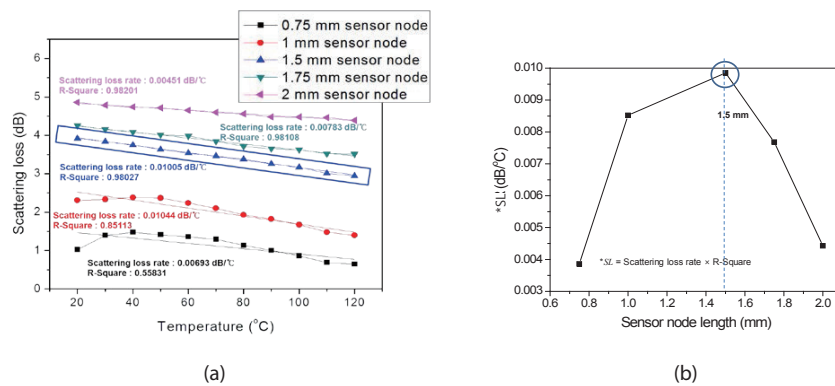 0.75 mm sensor node
1 mm sensor node
1.5 mm sensor node
1.75 mm sensor node
2 mm sensor node
Scattering loss rate : 0.00451 dB/℃
R-Square : 0.98201
Scattering loss rate : 0.00783 dB/℃
R-Square : 0.98108
Scattering loss rate : 0.01005 dB/℃
R-Square : 0.98027
Scattering loss rate : 0.01044 dB/℃
R-Square : 0.85113
Scattering loss rate : 0.00693 dB/℃
R-Square : 0.55831
Scattering loss (dB)
6
5
4
3
2
1
0
20 40 60 80 100 120
Temperature (°C)
(a)
*SL (dB/°C)
0.010
0.009
0.008
0.007
0.006
0.005
0.004
0.003
1.5 mm
*SL = Scattering loss rate × R-Square
0.6 0.8 1.0 1.2 1.4 1.6 1.8 2.0
Sensor node length (mm)
(b)